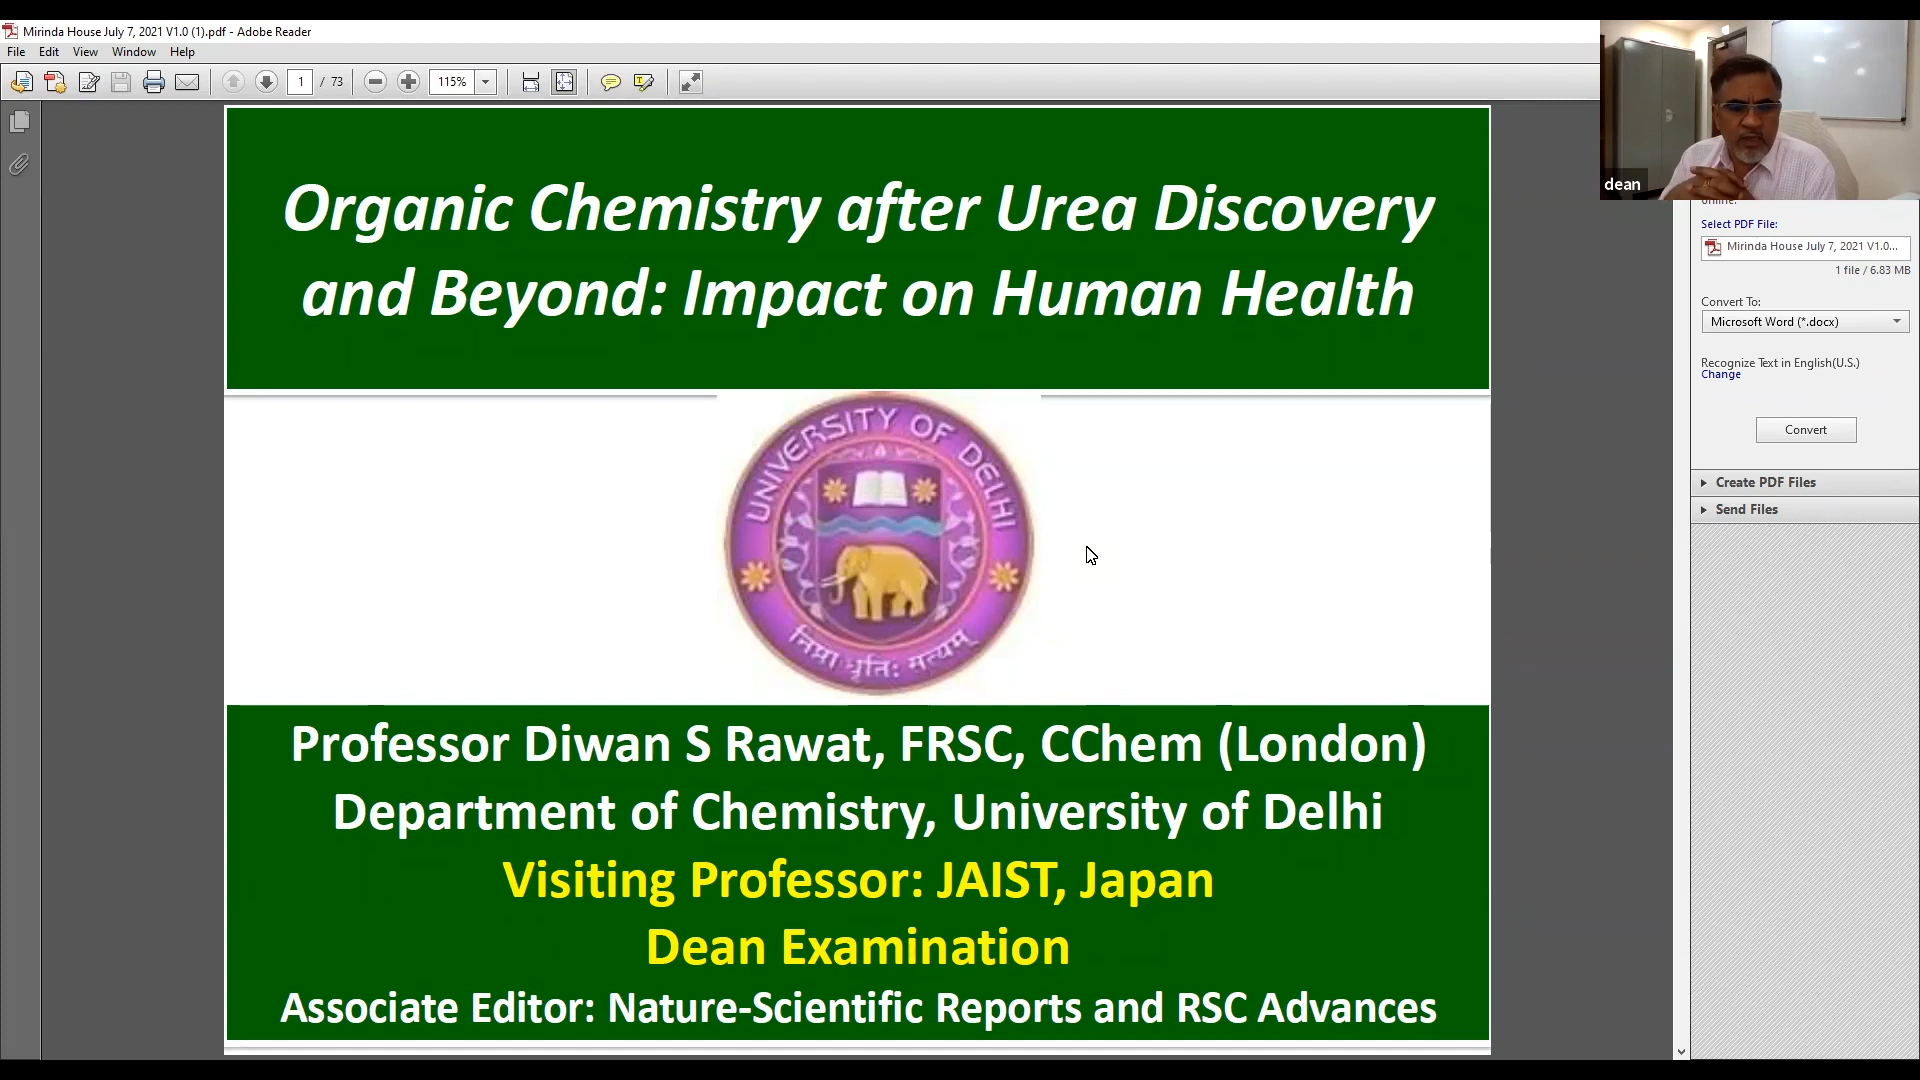 Mirinda House July 7, 2021 V1.0 (1).pdf - Adobe Reader
File Edit View Window Help
1 / 73 115%
dean
online.
Select PDF File:
Mirinda House July 7, 2021 V1.0...
1 file / 6.83 MB
Convert To:
Microsoft Word (*.docx)
Recognize Text in English(U.S.)
Change
Convert
Create PDF Files
Send Files
Organic Chemistry after Urea Discovery
and Beyond: Impact on Human Health
UNIVERSITY OF DELHI
Professor Diwan S Rawat, FRSC, CChem (London)
Department of Chemistry, University of Delhi
Visiting Professor: JAIST, Japan
Dean Examination
Associate Editor: Nature-Scientific Reports and RSC Advances